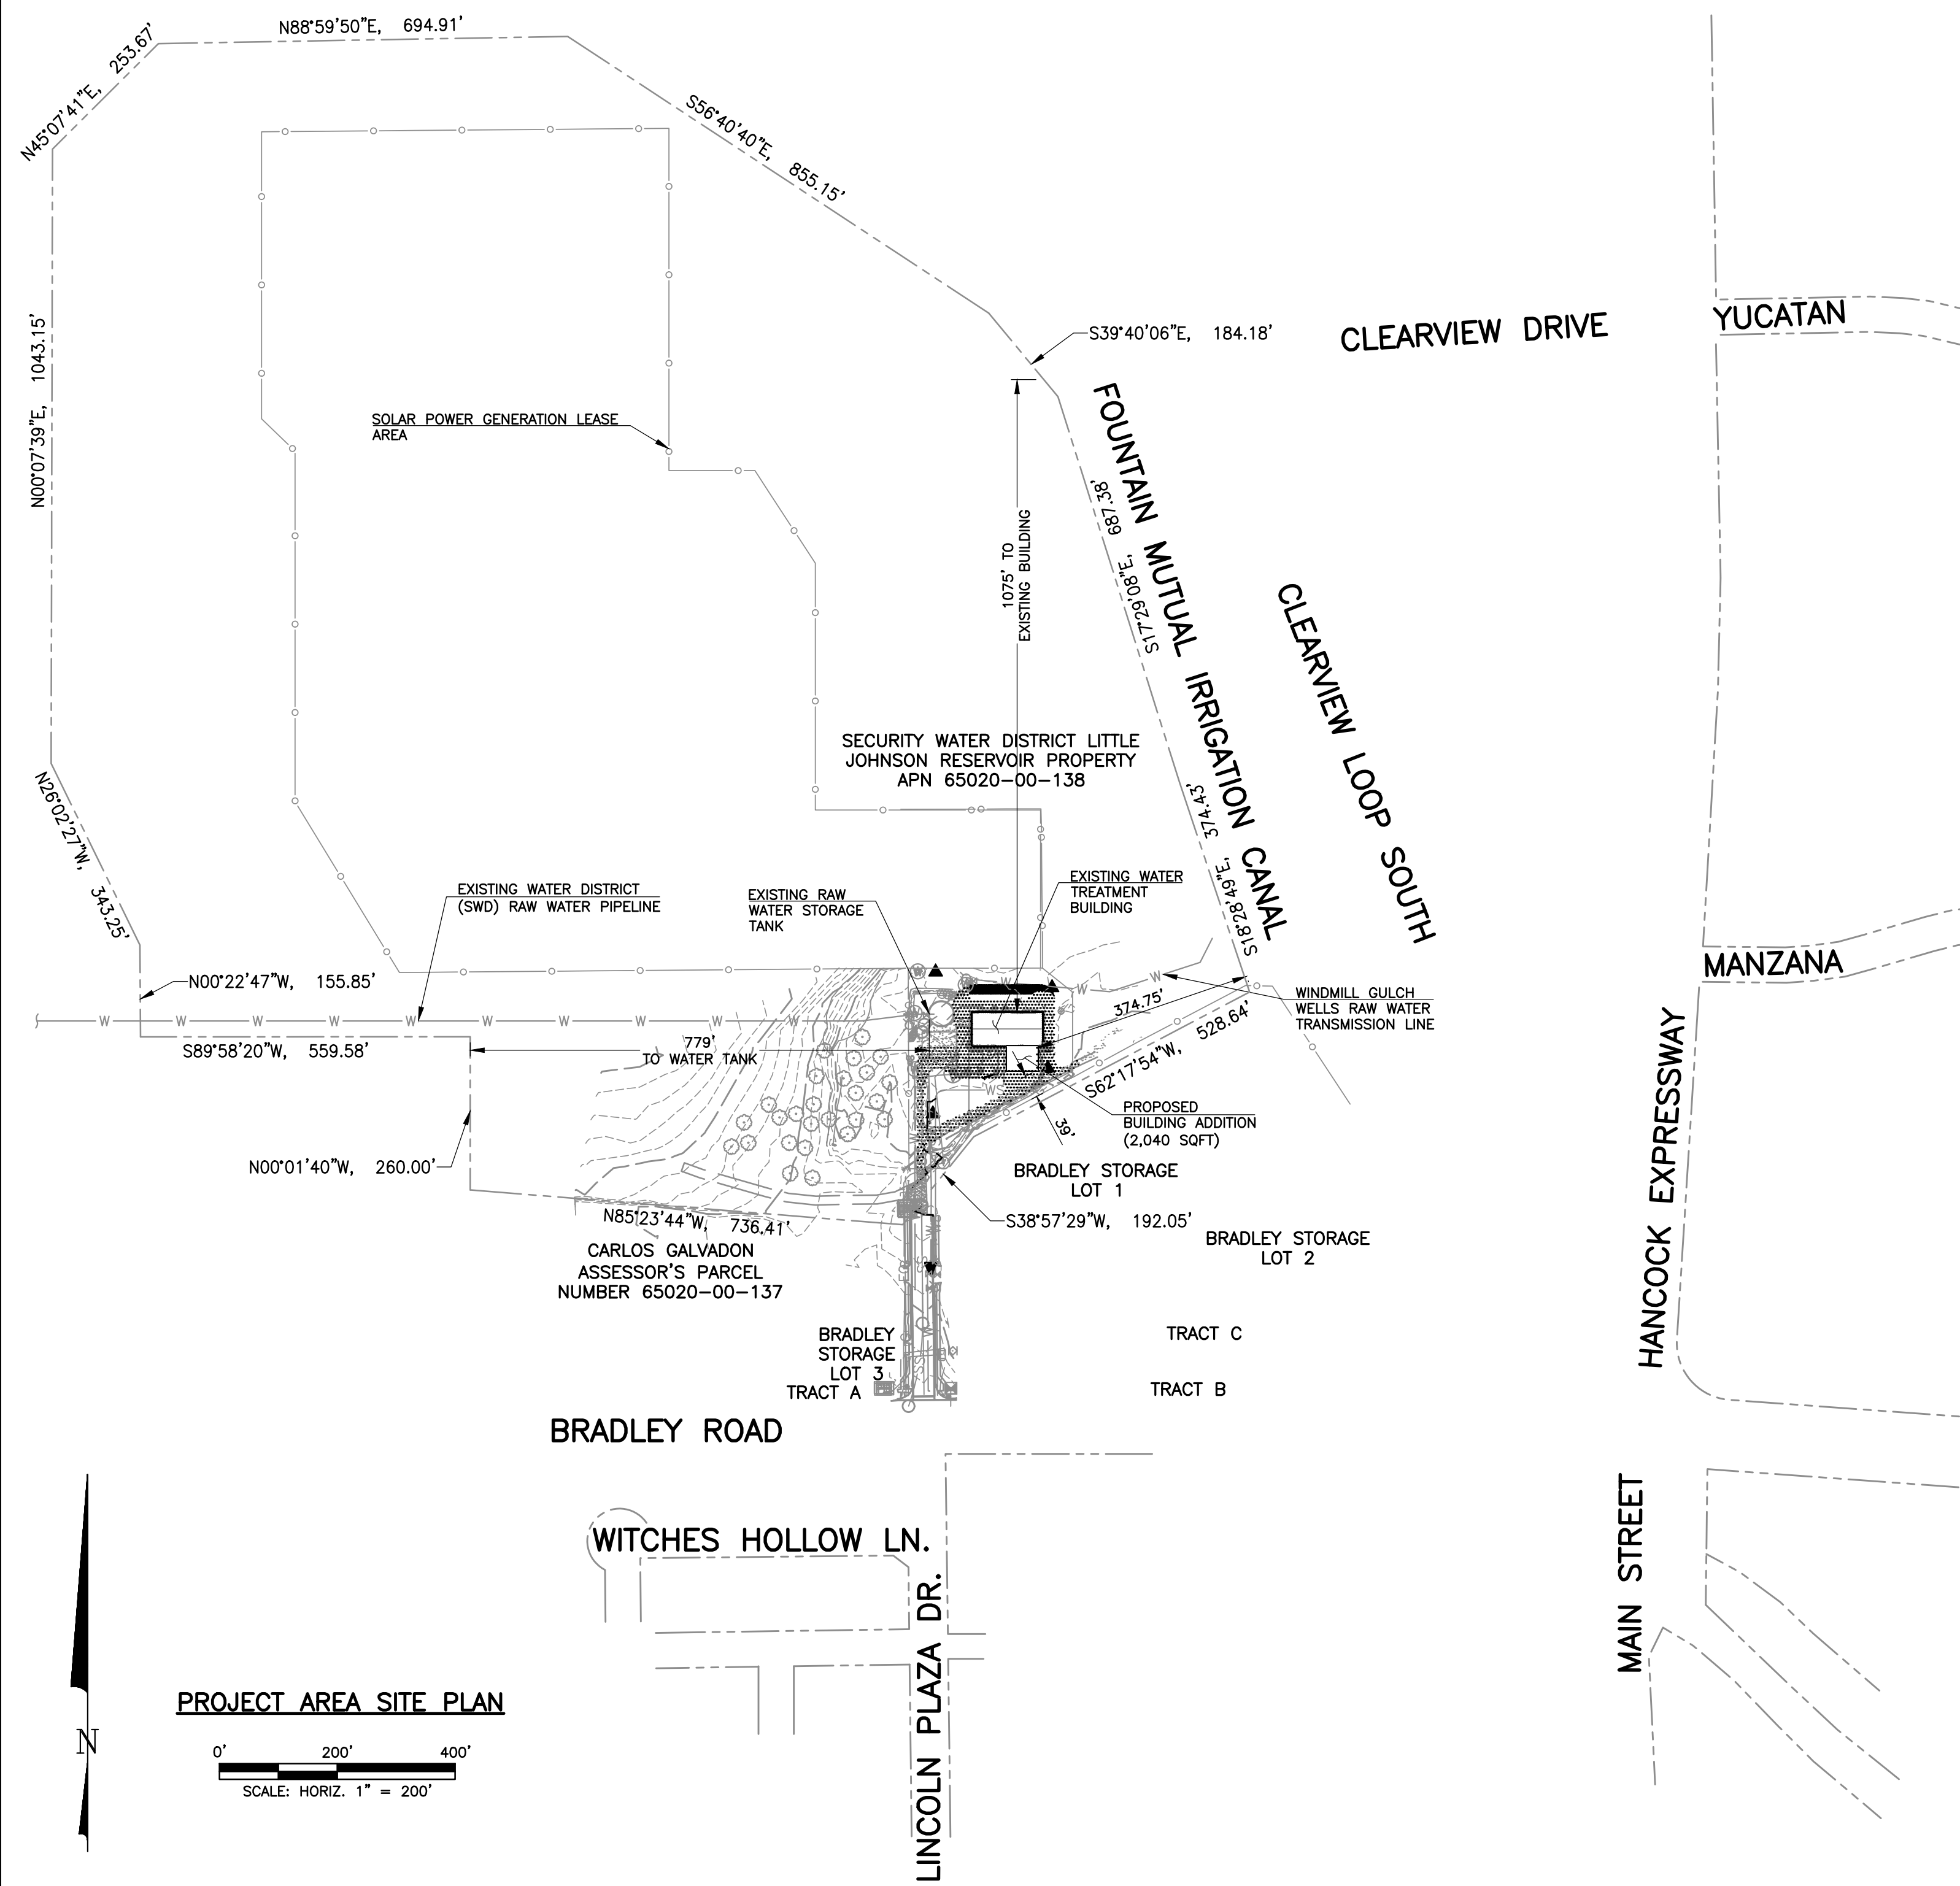 N88°59'50"E, 694.91'
N45°07'41"E, 253.67'
S56°40'40"E, 855.15'
N00°07'39"E, 1043.15'
S39°40'06"E, 184.18'
CLEARVIEW DRIVE
YUCATAN
SOLAR POWER GENERATION LEASE
AREA
FOUNTAIN MUTUAL IRRIGATION CANAL
S17°29'08"E, 687.38'
1075' TO
EXISTING BUILDING
CLEARVIEW LOOP SOUTH
SECURITY WATER DISTRICT LITTLE
JOHNSON RESERVOIR PROPERTY
APN 65020-00-138
S18°28'49"E, 374.43'
N26°02'27"W, 343.25'
EXISTING WATER DISTRICT
(SWD) RAW WATER PIPELINE
EXISTING RAW
WATER STORAGE
TANK
EXISTING WATER
TREATMENT
BUILDING
MANZANA
N00°22'47"W, 155.85'
WINDMILL GULCH
WELLS RAW WATER
TRANSMISSION LINE
374.75'
W W W W W W W W W W
S62°17'54"W, 528.64'
S89°58'20"W, 559.58'
779'
TO WATER TANK
39'
PROPOSED
BUILDING ADDITION
(2,040 SQFT)
N00°01'40"W, 260.00'
BRADLEY STORAGE
LOT 1
S38°57'29"W, 192.05'
N85°23'44"W, 736.41'
CARLOS GALVADON
ASSESSOR'S PARCEL
NUMBER 65020-00-137
BRADLEY STORAGE
LOT 2
HANCOCK EXPRESSWAY
BRADLEY
STORAGE
LOT 3
TRACT A
TRACT C
TRACT B
BRADLEY ROAD
WITCHES HOLLOW LN.
LINCOLN PLAZA DR.
MAIN STREET
N
PROJECT AREA SITE PLAN
0' 200' 400'
SCALE: HORIZ. 1" = 200'